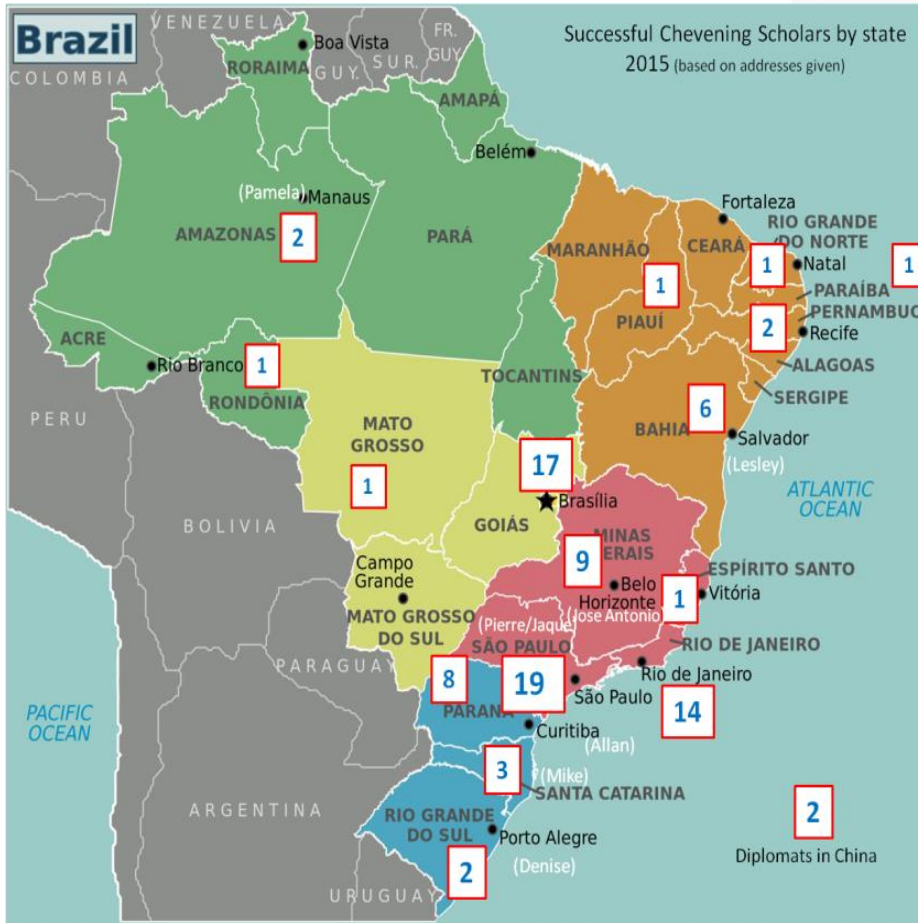 Brazil
Successful Chevening Scholars by state
2015 (based on addresses given)
VENEZUELA
COLOMBIA
GUY.
SUR.
FR.
GUY
Boa Vista
RORAIMA
AMAPÁ
Belém
(Pamela)
Manaus
AMAZONAS
2
PARÁ
MARANHÃO
Fortaleza
CEARÁ
RIO GRANDE
DO NORTE
1
Natal
1
1
PARAÍBA
PERNAMBUC
PIAUÍ
2
Recife
ALAGOAS
SERGIPE
ACRE
Rio Branco
1
RONDÔNIA
TOCANTINS
PERU
MATO
GROSSO
1
6
BAHIA
Salvador
(Lesley)
17
Brasília
GOIÁS
ATLANTIC
OCEAN
BOLIVIA
MINAS
ERAIS
9
Belo
Horizonte
ESPÍRITO SANTO
1
Vitória
Campo
Grande
MATO GROSSO
DO SUL
(Pierre/Jaque)
(Jose Antonio)
SÃO PAULO
RIO DE JANEIRO
Rio de Janeiro
PARAGUAY
8
19
São Paulo
14
PACIFIC
OCEAN
PARANÁ
Curitiba
(Allan)
3
(Mike)
SANTA CATARINA
ARGENTINA
RIO GRANDE
DO SUL
Porto Alegre
(Denise)
2
URUGUAY
2
Diplomats in China